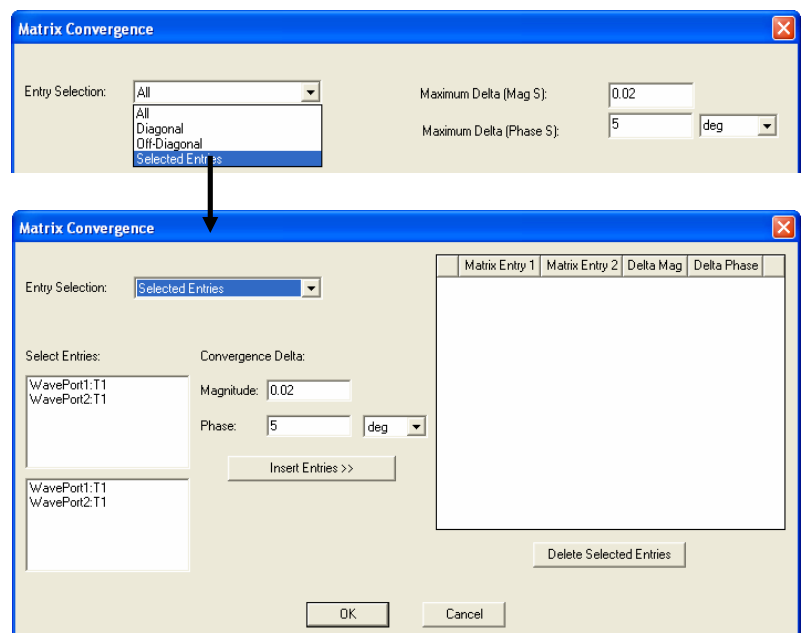 Matrix Convergence
Entry Selection: All
Maximum Delta (Mag S): 0.02
All
Diagonal
Off-Diagonal
Selected Entries
Maximum Delta (Phase S): 5 deg
Matrix Convergence
Entry Selection: Selected Entries
Matrix Entry 1 Matrix Entry 2 Delta Mag Delta Phase
Select Entries:
WavePort1:T1
WavePort2:T1
Convergence Delta:
Magnitude: 0.02
Phase: 5 deg
Insert Entries >>
WavePort1:T1
WavePort2:T1
Delete Selected Entries
OK Cancel